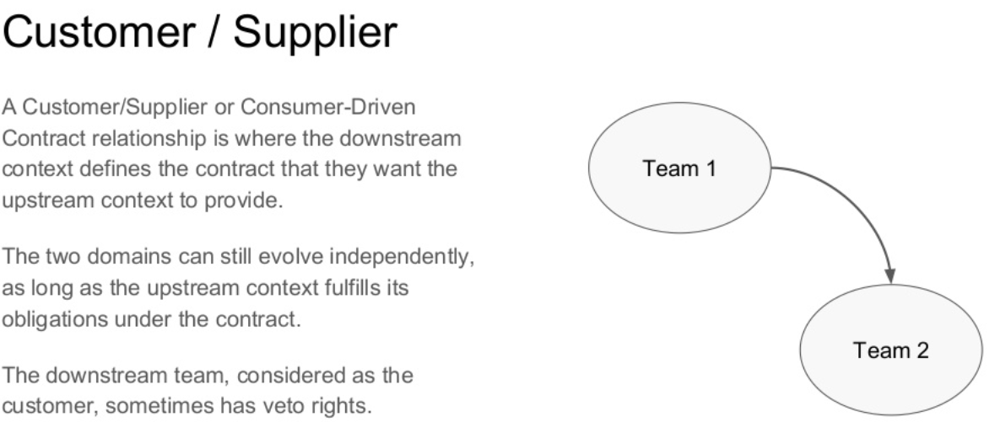 Customer / Supplier
A Customer/Supplier or Consumer-Driven
Contract relationship is where the downstream
context defines the contract that they want the
upstream context to provide.
The two domains can still evolve independently,
as long as the upstream context fulfills its
obligations under the contract.
The downstream team, considered as the
customer, sometimes has veto rights.
Team 1
Team 2